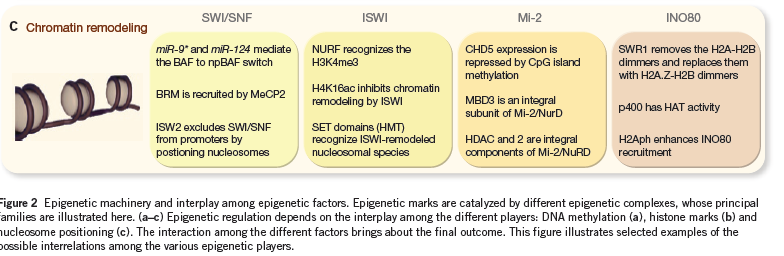 C Chromatin remodeling
SWI/SNF
miR-9* and miR-124 mediate
the BAF to npBAF switch
BRM is recruited by MeCP2
ISW2 excludes SWI/SNF
from promoters by
postioning nucleosomes
ISWI
NURF recognizes the
H3K4me3
H4K16ac inhibits chromatin
remodeling by ISWI
SET domains (HMT)
recognize ISWI-remodeled
nucleosomal species
Mi-2
CHD5 expression is
repressed by CpG island
methylation
MBD3 is an integral
subunit of Mi-2/NurD
HDAC and 2 are integral
components of Mi-2/NuRD
INO80
SWR1 removes the H2A-H2B
dimmers and replaces them
with H2A.Z-H2B dimmers
p400 has HAT activity
H2Aph enhances INO80
recruitment
Figure 2 Epigenetic machinery and interplay among epigenetic factors. Epigenetic marks are catalyzed by different epigenetic complexes, whose principal
families are illustrated here. (a–c) Epigenetic regulation depends on the interplay among the different players: DNA methylation (a), histone marks (b) and
nucleosome positioning (c). The interaction among the different factors brings about the final outcome. This figure illustrates selected examples of the
possible interrelations among the various epigenetic players.